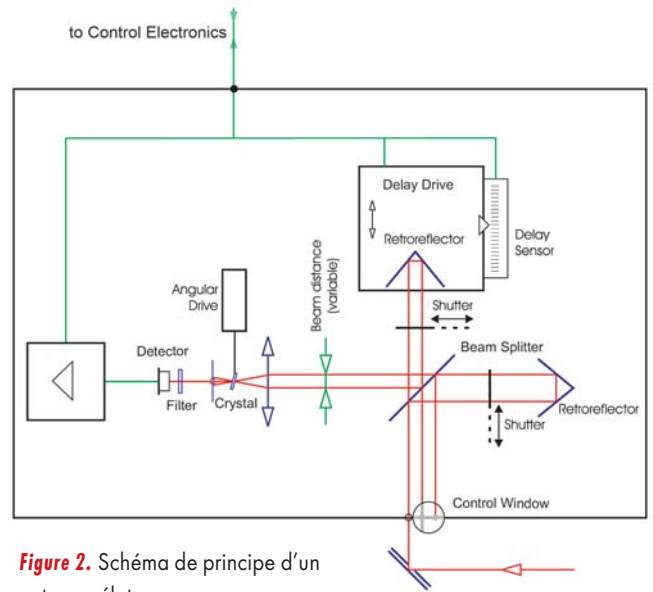 to Control Electronics
Delay Drive
Retroreflector
Delay
Sensor
Angular
Drive
Beam distance
(variable)
Shutter
Detector
Beam Splitter
Filter
Crystal
Retroreflector
Shutter
Control Window
Figure 2. Schéma de principe d'un